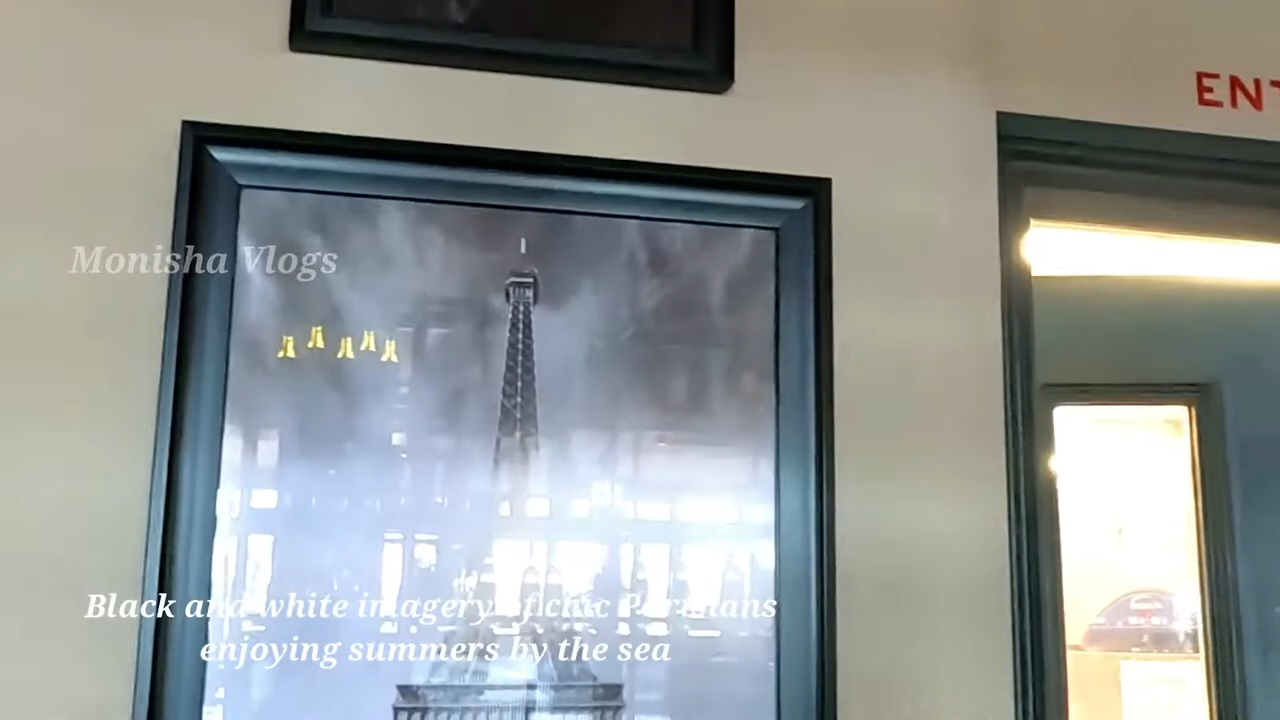 ENT
Monisha Vlogs
Black and white imagery of chic Parisians
enjoying summers by the sea